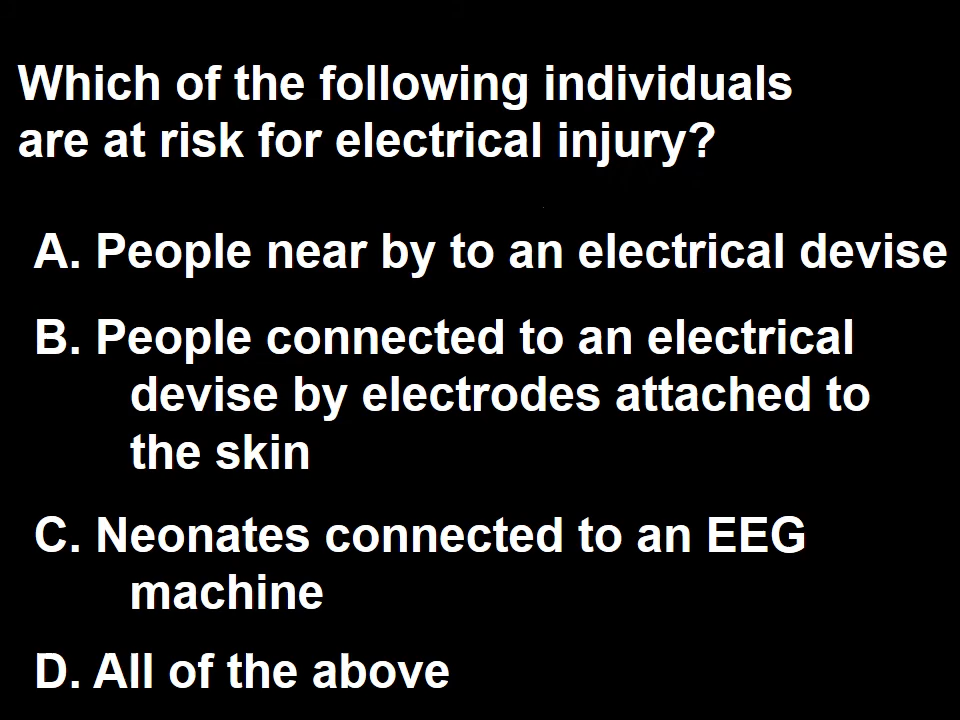 Which of the following individuals
are at risk for electrical injury?
A. People near by to an electrical devise
B. People connected to an electrical
devise by electrodes attached to
the skin
C. Neonates connected to an EEG
machine
D. All of the above